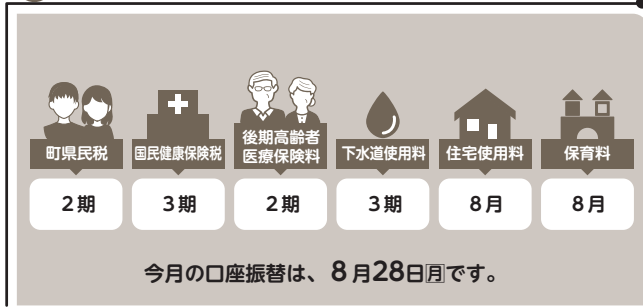 町県民税
国民健康保険税
後期高齢者
医療保険料
下水道使用料
住宅使用料
保育料
2期
3期
2期
3期
8月
8月
今月の口座振替は、8月28日月です。